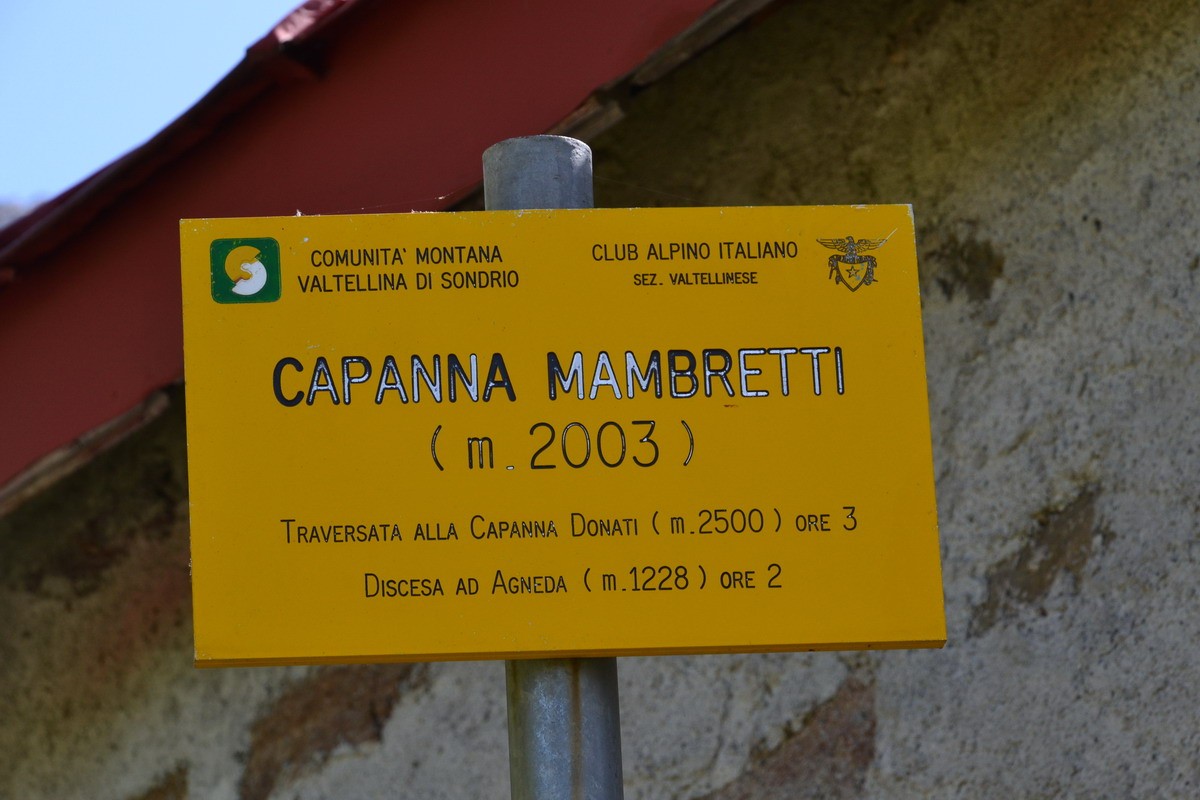 COMUNITA' MONTANA
VALTELLINA DI SONDRIO
CLUB ALPINO ITALIANO
SEZ. VALTELLINESE
CAPANNA MAMBRETTI
( m. 2003 )
TRAVERSATA ALLA CAPANNA DONATI ( m. 2500 ) ORE 3
DISCESA AD AGNEDA ( m. 1228 ) ORE 2